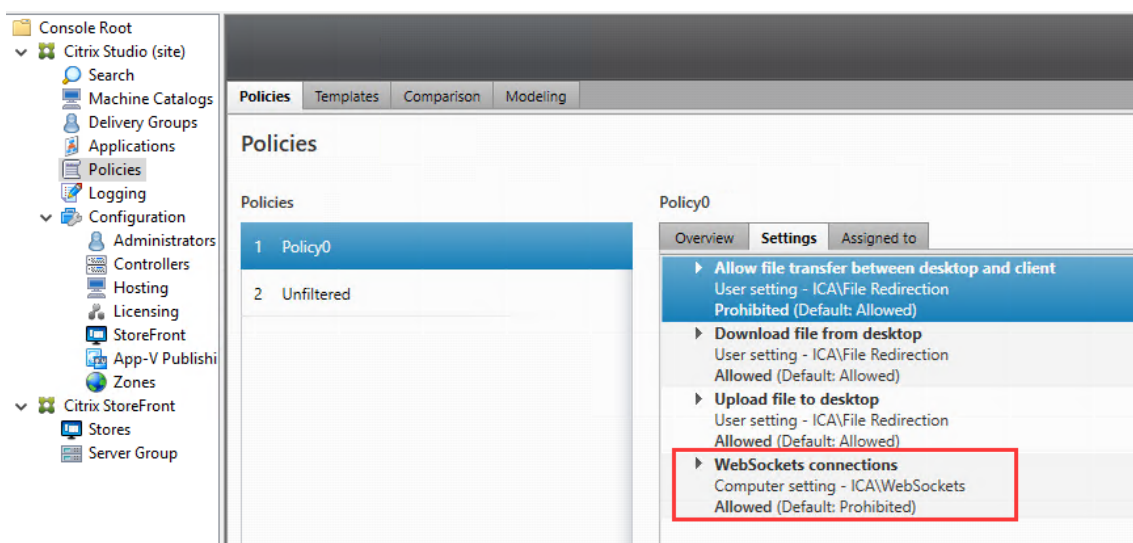 Console Root
Citrix Studio (site)
Search
Machine Catalogs
Delivery Groups
Applications
Policies
Logging
Configuration
Administrators
Controllers
Hosting
Licensing
StoreFront
App-V Publishi
Zones
Citrix StoreFront
Stores
Server Group
Policies Templates Comparison Modeling
Policies
Policies
1 Policy0
2 Unfiltered
Policy0
Overview Settings Assigned to
Allow file transfer between desktop and client
User setting - ICA\File Redirection
Prohibited (Default: Allowed)
Download file from desktop
User setting - ICA\File Redirection
Allowed (Default: Allowed)
Upload file to desktop
User setting - ICA\File Redirection
Allowed (Default: Allowed)
WebSockets connections
Computer setting - ICA\WebSockets
Allowed (Default: Prohibited)